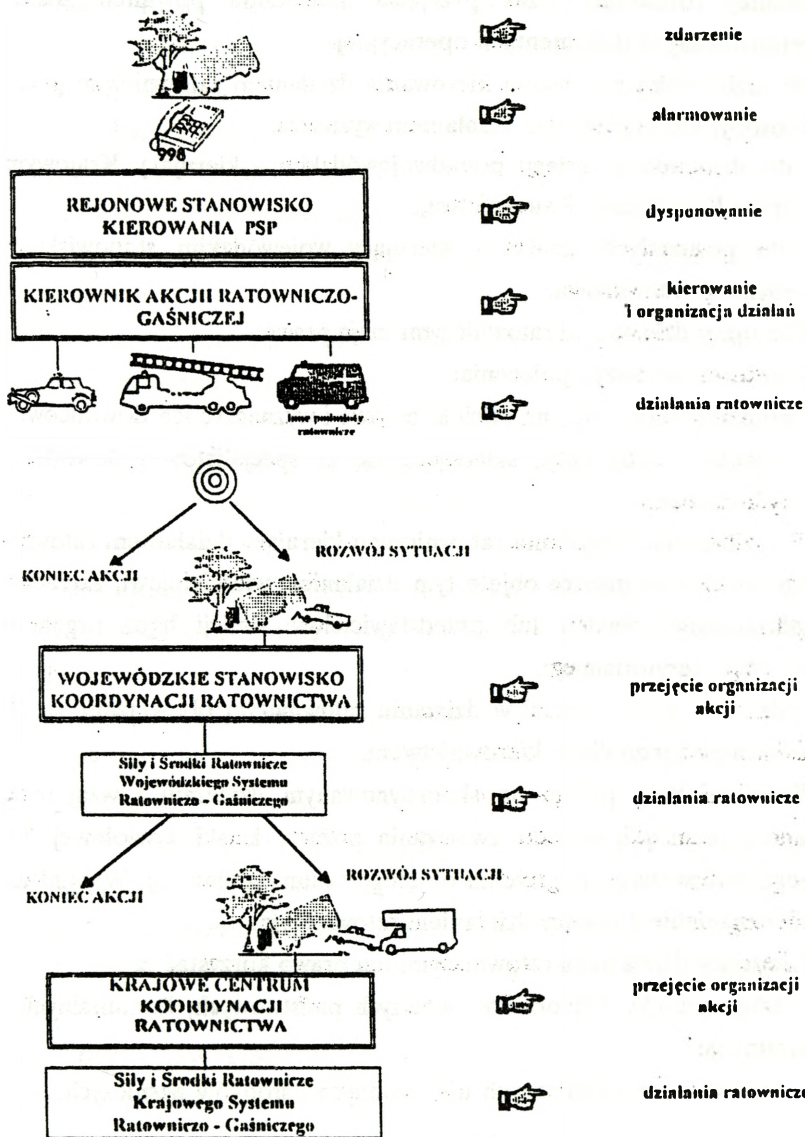 zdarzenie
998
alarmowanie
REJONOWE STANOWISKO
KIEROWANIA PSP
dysponowanie
KIEROWNIK AKCJI RATOWNICZO-
GAŚNICZEJ
kierowanie
i organizacja działań
Inne podmioty
ratownicze
działania ratownicze
KONIEC AKCJI
ROZWÓJ SYTUACJI
WOJEWÓDZKIE STANOWISKO
KOORDYNACJI RATOWNICTWA
przejęcie organizacji
akcji
Siły i Środki Ratownicze
Wojewódzkiego Systemu
Ratowniczo - Gaśniczego
działania ratownicze
KONIEC AKCJI
ROZWÓJ SYTUACJI
KRAJOWE CENTRUM
KOORDYNACJI
RATOWNICTWA
przejęcie organizacji
akcji
Siły i Środki Ratownicze
Krajowego Systemu
Ratowniczo - Gaśniczego
działania ratownicze